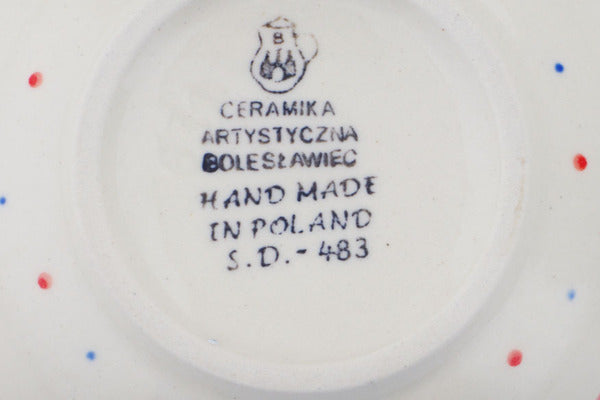 B
CERAMIKA
ARTYSTYCZNA
BOLESŁAWIEC
HAND MADE
IN POLAND
S.D.-483